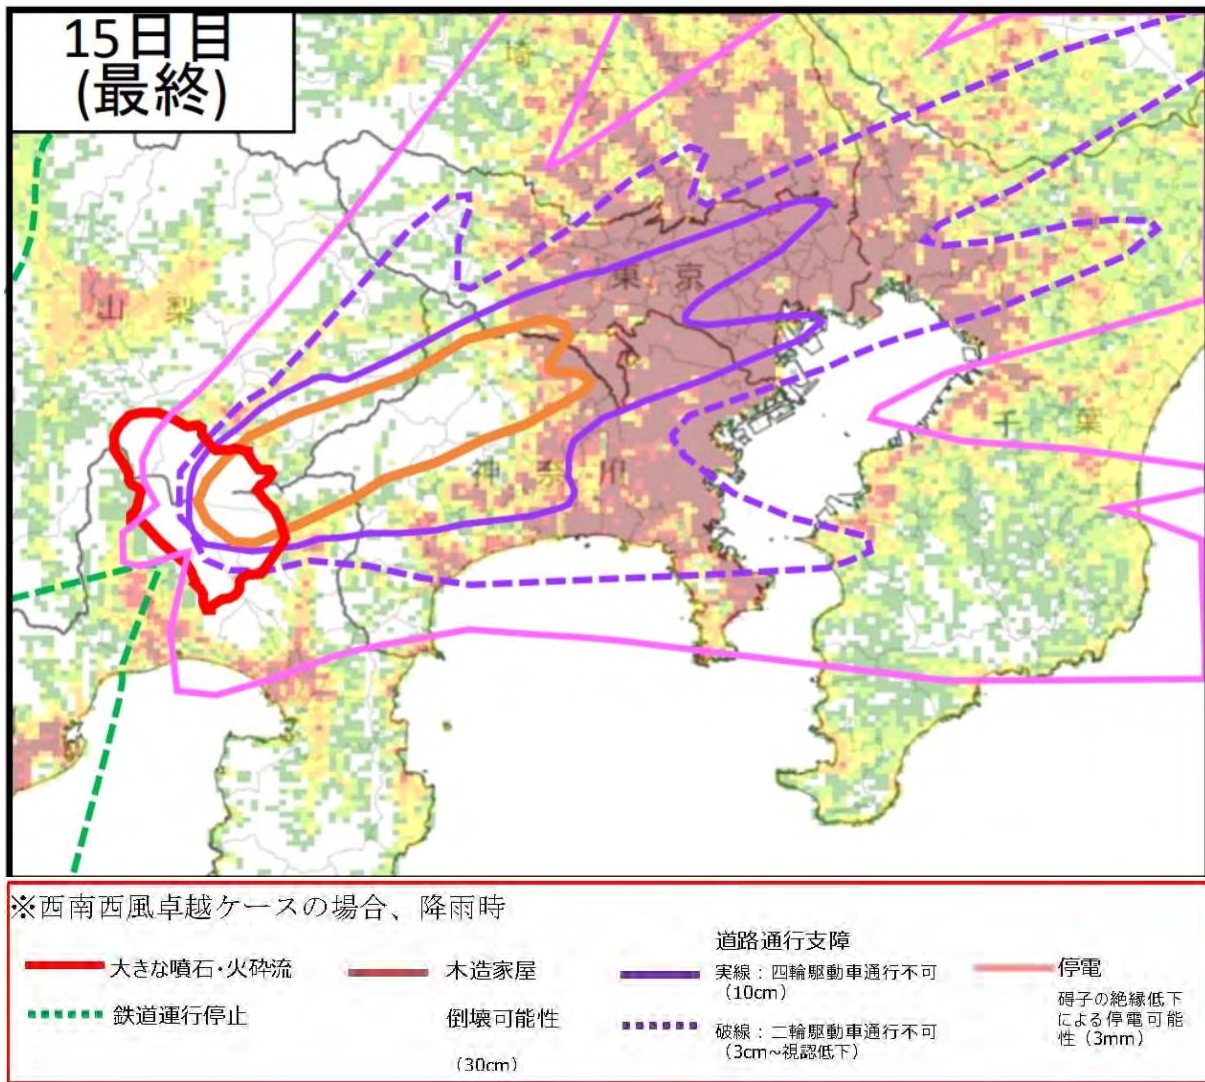 15日目
(最終)
埼玉
山梨
東京
神奈川
千葉
※西南西風卓越ケースの場合、降雨時
大きな噴石・火砕流
鉄道運行停止
木造家屋
倒壊可能性
(30cm)
道路通行支障
実線：四輪駆動車通行不可
（10cm）
破線：二輪駆動車通行不可
（3cm~視認低下）
停電
碍子の絶縁低下
による停電可能
性（3mm）